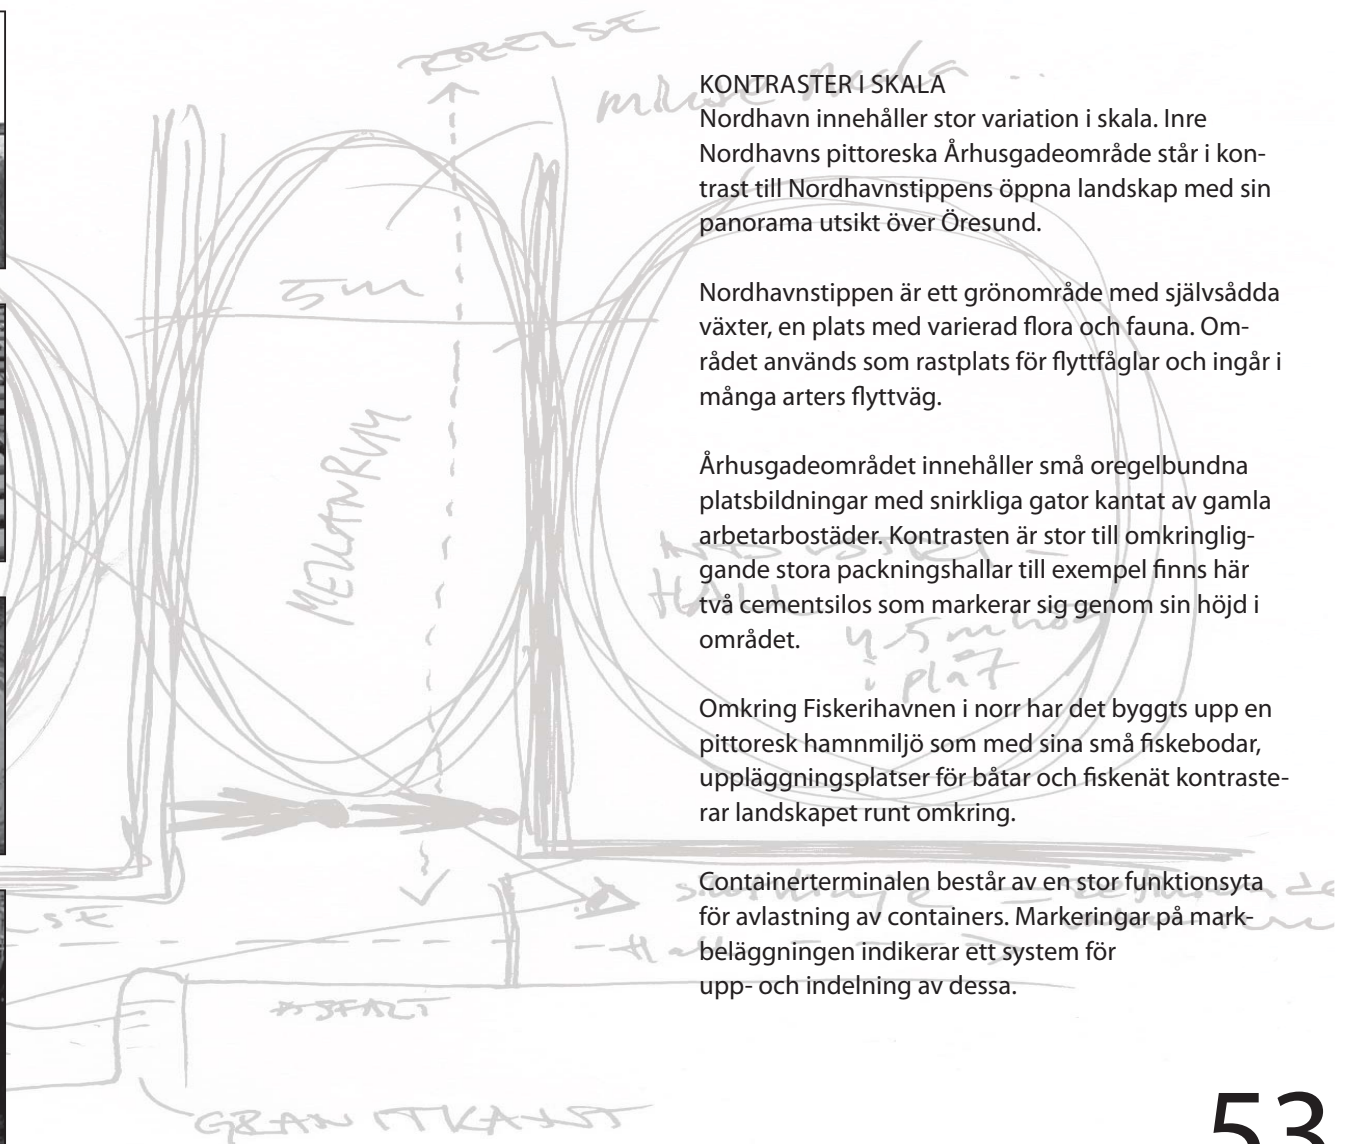 RÖRELSE
5 m
MELLANRUM
HALL
i plåt
ASFALT
GRANITKANT
KONTRASTER I SKALA
Nordhavn innehåller stor variation i skala. Inre
Nordhavns pittoreska Århusgadeområde står i kon-
trast till Nordhavnstippens öppna landskap med sin
panorama utsikt över Öresund.
Nordhavnstippen är ett grönområde med självsådda
växter, en plats med varierad flora och fauna. Om-
rådet används som rastplats för flyttfåglar och ingår i
många arters flyttväg.
Århusgadeområdet innehåller små oregelbundna
platsbildningar med snirkliga gator kantat av gamla
arbetarbostäder. Kontrasten är stor till omkringlig-
gande stora packningshallar till exempel finns här
två cementsilos som markerar sig genom sin höjd i
området.
Omkring Fiskerihavnen i norr har det byggts upp en
pittoresk hamnmiljö som med sina små fiskebodar,
uppläggningsplatser för båtar och fiskenät kontraste-
rar landskapet runt omkring.
Containerterminalen består av en stor funktionsyta
för avlastning av containers. Markeringar på mark-
beläggningen indikerar ett system för
upp- och indelning av dessa.
53